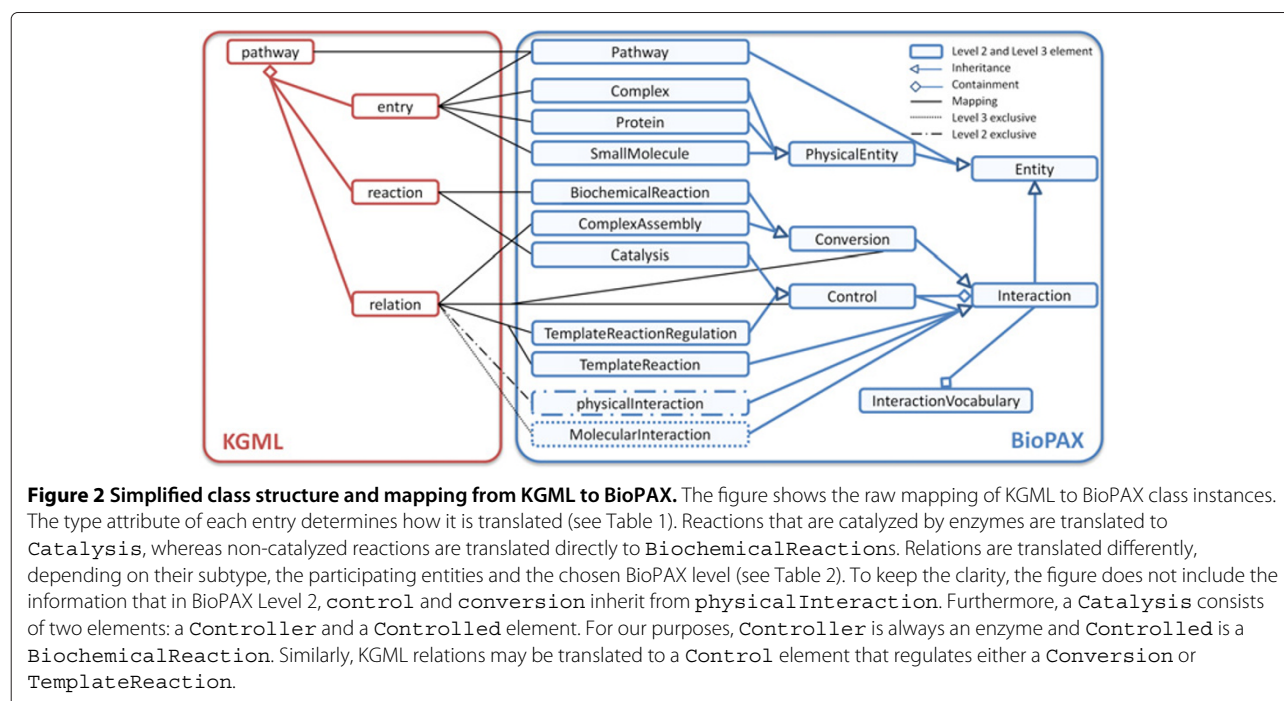 pathway
entry
reaction
relation
KGML
Pathway
Complex
Protein
SmallMolecule
BiochemicalReaction
ComplexAssembly
Catalysis
TemplateReactionRegulation
TemplateReaction
physicalInteraction
MolecularInteraction
PhysicalEntity
Conversion
Control
Entity
Interaction
InteractionVocabulary
Level 2 and Level 3 element
Inheritance
Containment
Mapping
Level 3 exclusive
Level 2 exclusive
BioPAX
Figure 2 Simplified class structure and mapping from KGML to BioPAX. The figure shows the raw mapping of KGML to BioPAX class instances.
The type attribute of each entry determines how it is translated (see Table 1). Reactions that are catalyzed by enzymes are translated to
Catalysis, whereas non-catalyzed reactions are translated directly to BiochemicalReactions. Relations are translated differently,
depending on their subtype, the participating entities and the chosen BioPAX level (see Table 2). To keep the clarity, the figure does not include the
information that in BioPAX Level 2, control and conversion inherit from physicalInteraction. Furthermore, a Catalysis consists
of two elements: a Controller and a Controlled element. For our purposes, Controller is always an enzyme and Controlled is a
BiochemicalReaction. Similarly, KGML relations may be translated to a Control element that regulates either a Conversion or
TemplateReaction.